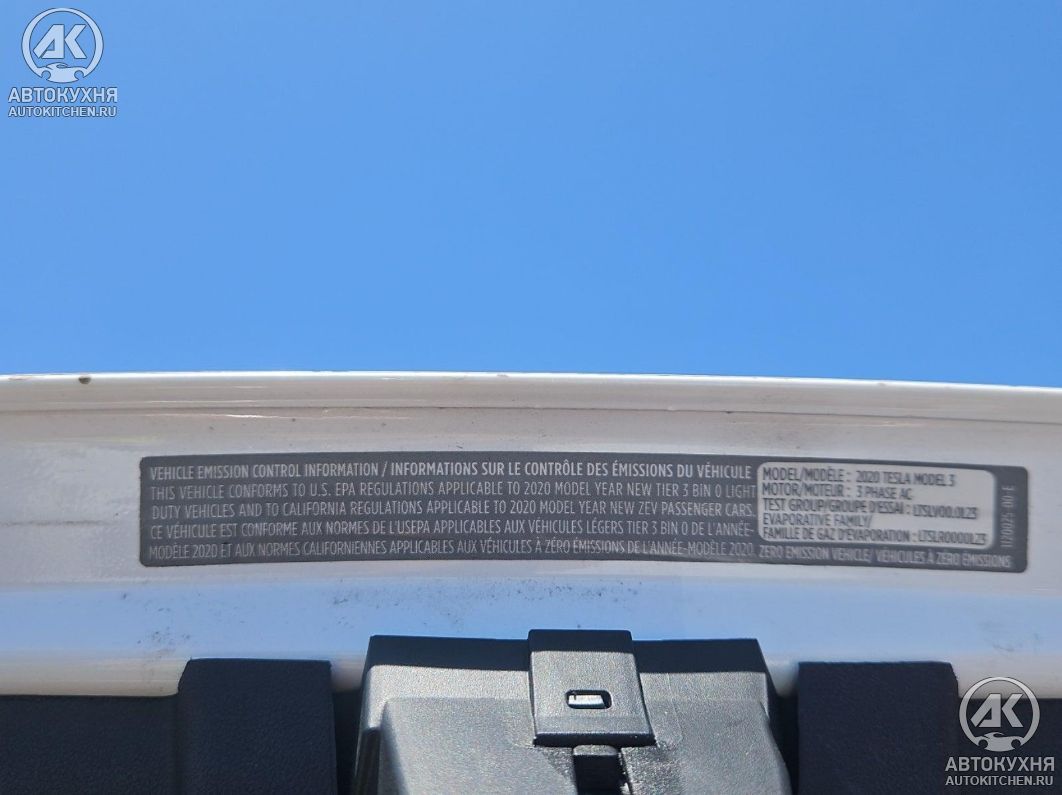 АК
АВТОКУХНЯ
AUTOKITCHEN.RU
VEHICLE EMISSION CONTROL INFORMATION / INFORMATIONS SUR LE CONTRÔLE DES ÉMISSIONS DU VÉHICULE
THIS VEHICLE CONFORMS TO U.S. EPA REGULATIONS APPLICABLE TO 2020 MODEL YEAR NEW TIER 3 BIN 0 LIGHT
DUTY VEHICLES AND TO CALIFORNIA REGULATIONS APPLICABLE TO 2020 MODEL YEAR NEW ZEV PASSENGER CARS.
CE VÉHICULE EST CONFORME AUX NORMES DE L'USEPA APPLICABLES AUX VÉHICULES LÉGERS TIER 3 BIN 0 DE L'ANNÉE-
MODÈLE 2020 ET AUX NORMES CALIFORNIENNES APPLICABLES AUX VÉHICULES À ZÉRO ÉMISSIONS DE L'ANNÉE-MODÈLE 2020. ZERO EMISSION VEHICLE/ VÉHICULES À ZÉRO ÉMISSIONS
MODEL/MODÈLE : 2020 TESLA MODEL 3
MOTOR/MOTEUR : 3 PHASE AC
TEST GROUP/GROUPE D'ESSAI : LTSLV00.0L23
EVAPORATIVE FAMILY/
FAMILLE DE GAZ D'ÉVAPORATION : LTSLR0000L23
112025-00-E
АК
АВТОКУХНЯ
AUTOKITCHEN.RU